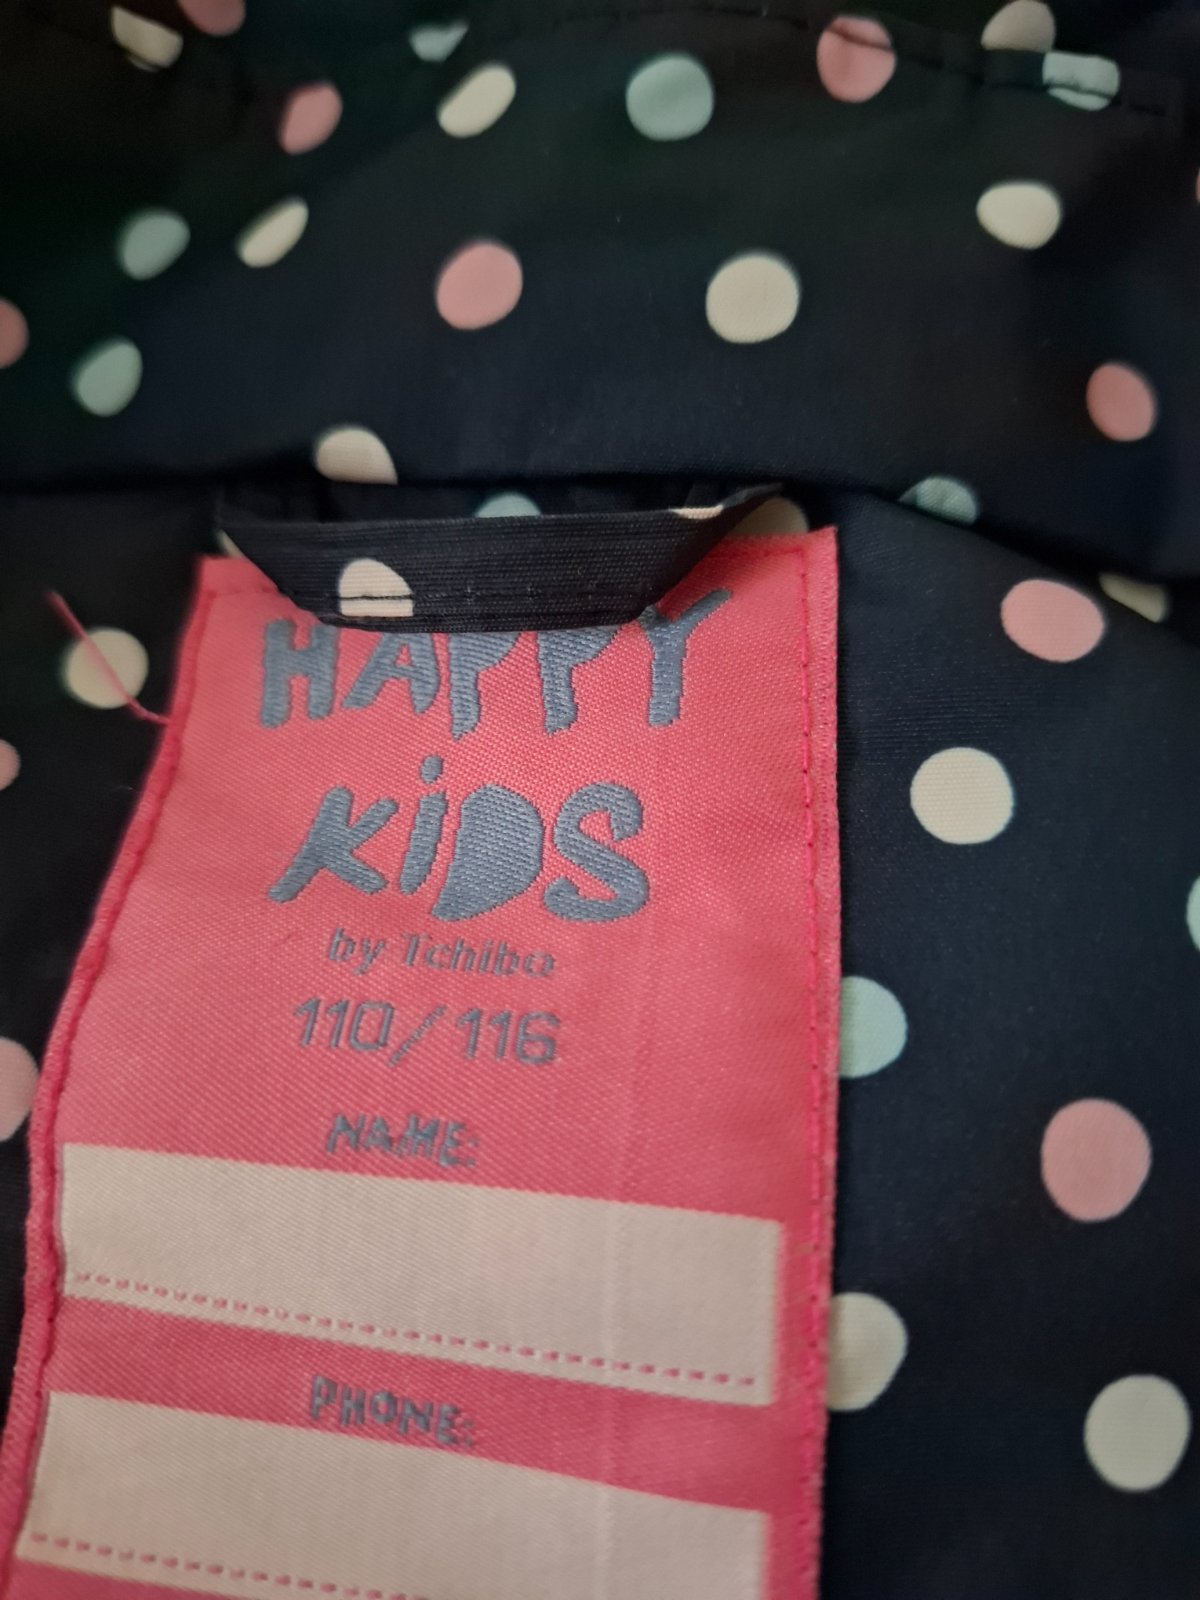 HAPPY
KiDS
by Tchibo
110/116
NAME:
PHONE: